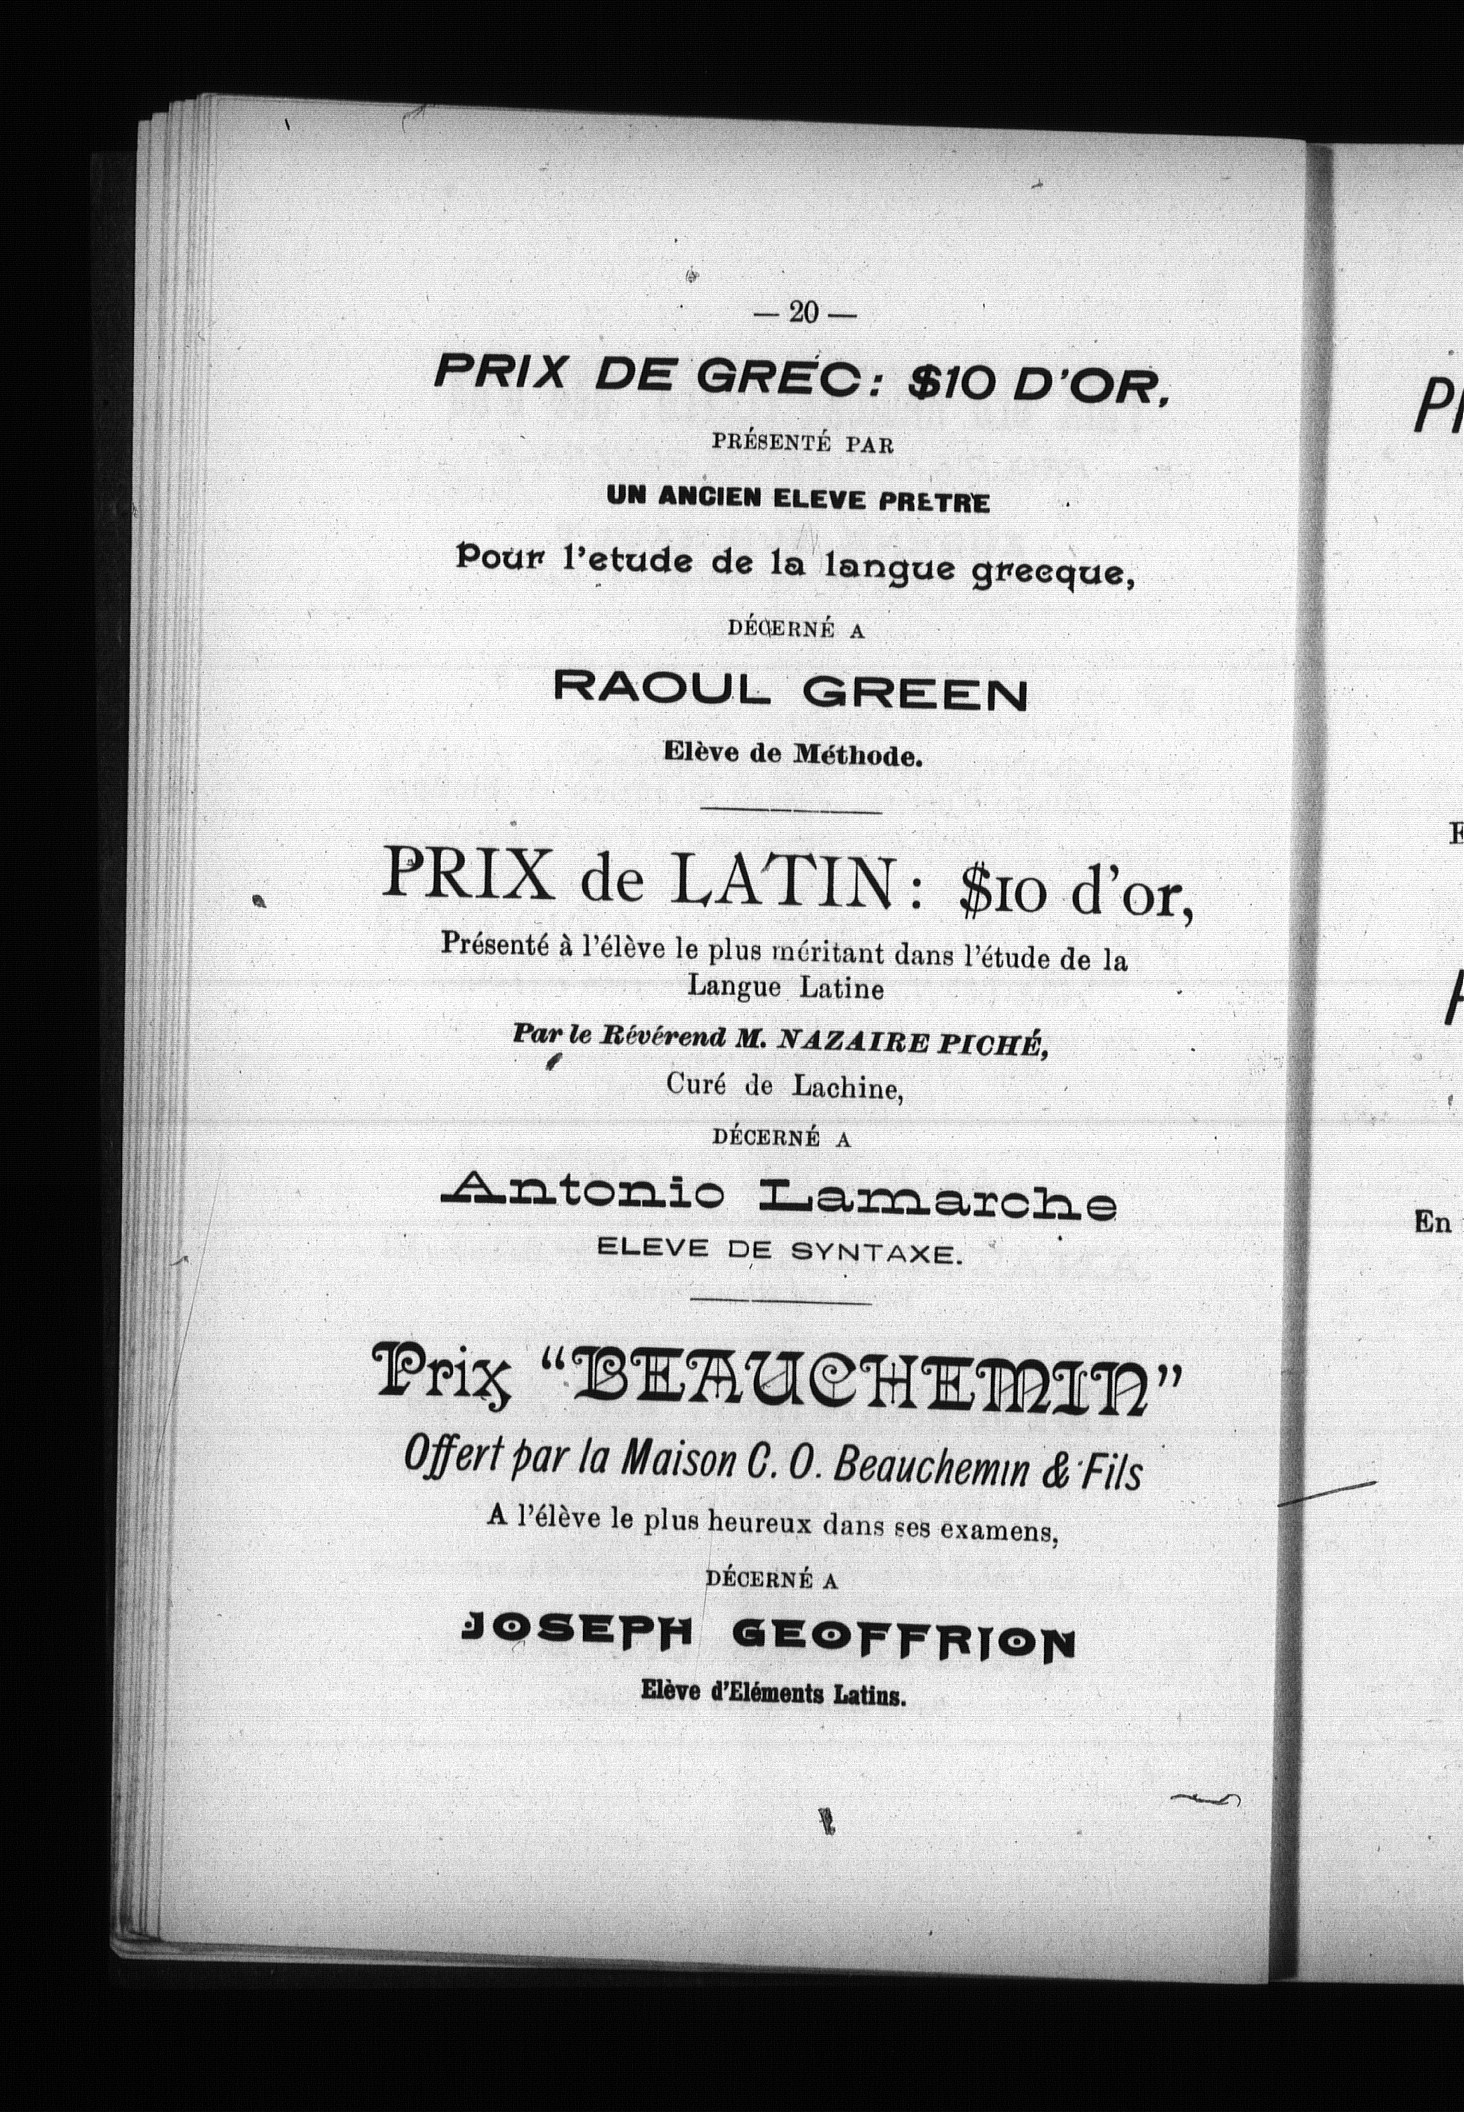 — 20 —
PRIX DE GRÉC: $10 D'OR,
PRÉSENTÉ PAR
UN ANCIEN ELEVE PRETRE
Pour l'etude de la langue grecque,
DÉCERNÉ A
RAOUL GREEN
Elève de Méthode.
PRIX de LATIN: $10 d'or,
Présenté à l'élève le plus méritant dans l'étude de la
Langue Latine
Par le Révérend M. NAZAIRE PICHÉ,
Curé de Lachine,
DÉCERNÉ A
Antonio Lamarche
ELEVE DE SYNTAXE.
Prix “BEAUCHEMIN”
Offert par la Maison C. O. Beauchemin & Fils
A l'élève le plus heureux dans ses examens,
DÉCERNÉ A
JOSEPH GEOFFRION
Elève d'Eléments Latins.
En